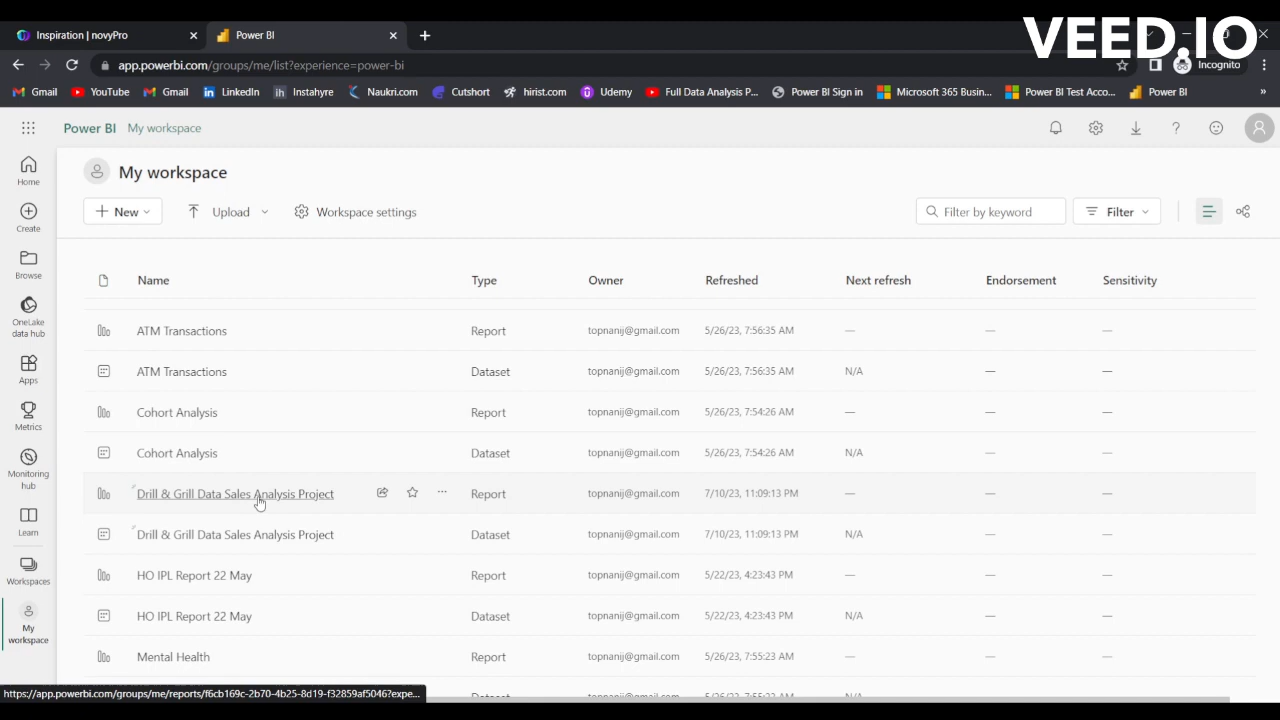 Inspiration | novyPro
Power BI
VEED.IO
app.powerbi.com/groups/me/list?experience=power-bi
Incognito
Gmail YouTube Gmail LinkedIn Instahyre Naukri.com Cutshort hirist.com Udemy Full Data Analysis P... Power BI Sign in Microsoft 365 Busin... Power BI Test Acco... Power BI »
Power BI My workspace
My workspace
New Upload Workspace settings Filter by keyword Filter
Home
Create
Browse
OneLake
data hub
Apps
Metrics
Monitoring
hub
Learn
Workspaces
My
workspace
Name Type Owner Refreshed Next refresh Endorsement Sensitivity
ATM Transactions Report topnanij@gmail.com 5/26/23, 7:56:35 AM — — —
ATM Transactions Dataset topnanij@gmail.com 5/26/23, 7:56:35 AM N/A — —
Cohort Analysis Report topnanij@gmail.com 5/26/23, 7:54:26 AM — — —
Cohort Analysis Dataset topnanij@gmail.com 5/26/23, 7:54:26 AM N/A — —
Drill & Grill Data Sales Analysis Project Report topnanij@gmail.com 7/10/23, 11:09:13 PM — — —
Drill & Grill Data Sales Analysis Project Dataset topnanij@gmail.com 7/10/23, 11:09:13 PM N/A — —
HO IPL Report 22 May Report topnanij@gmail.com 5/22/23, 4:23:43 PM — — —
HO IPL Report 22 May Dataset topnanij@gmail.com 5/22/23, 4:23:43 PM N/A — —
Mental Health Report topnanij@gmail.com 5/26/23, 7:55:23 AM — — —
Dataset 5/26/23, 7:55:23 AM N/A
https://app.powerbi.com/groups/me/reports/f6cb169c-2b70-4b25-8d19-f32859af5046?expe...